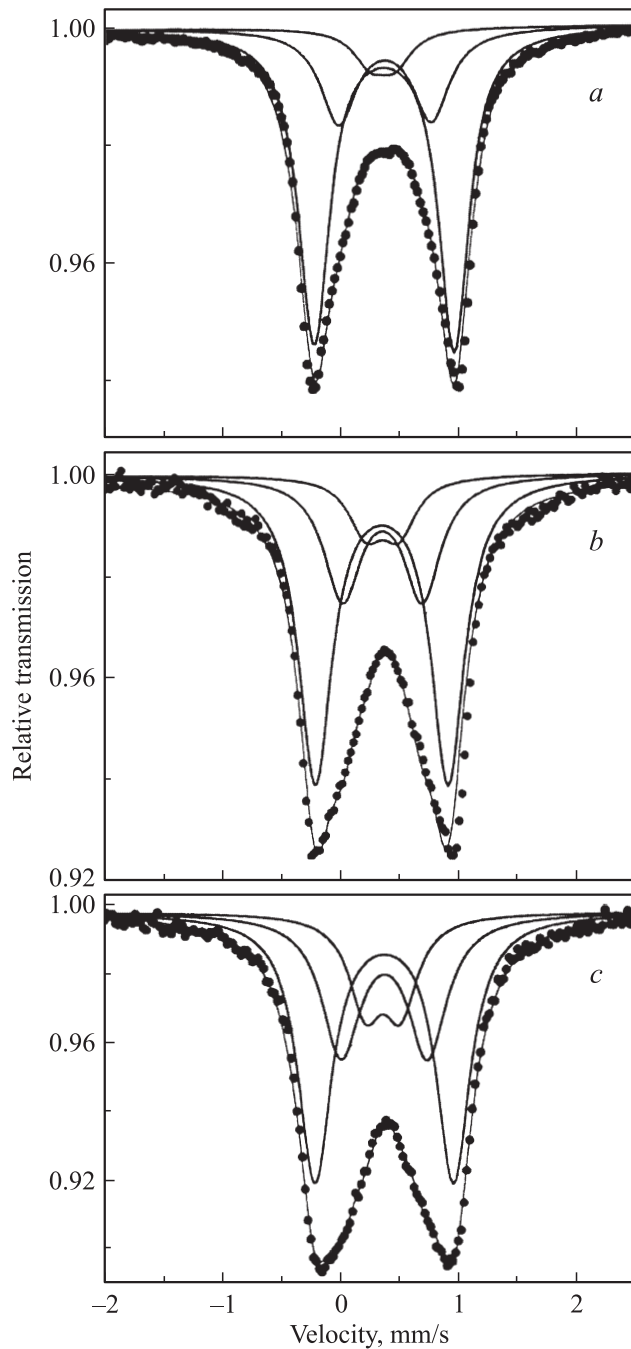 1.00
a
0.96
1.00
b
0.96
0.92
Relative transmission
1.00
c
0.96
0.92
–2 –1 0 1 2
Velocity, mm/s